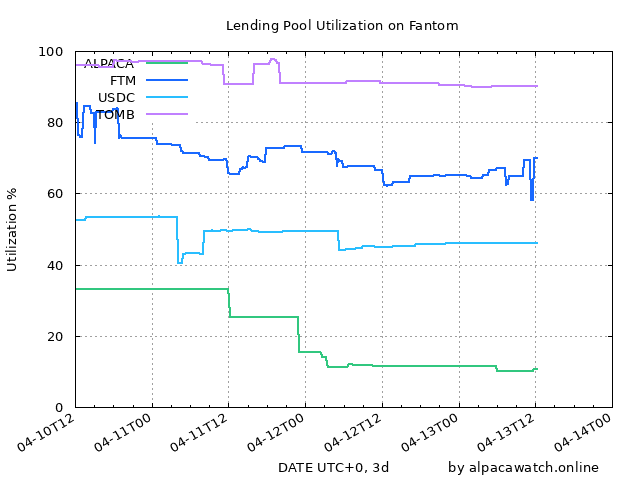 Lending Pool Utilization on Fantom
100
80
60
40
20
0
Utilization %
ALPACA
FTM
USDC
TOMB
04-10T12
04-11T00
04-11T12
04-12T00
04-12T12
04-13T00
04-13T12
04-14T00
DATE UTC+0, 3d
by alpacawatch.online